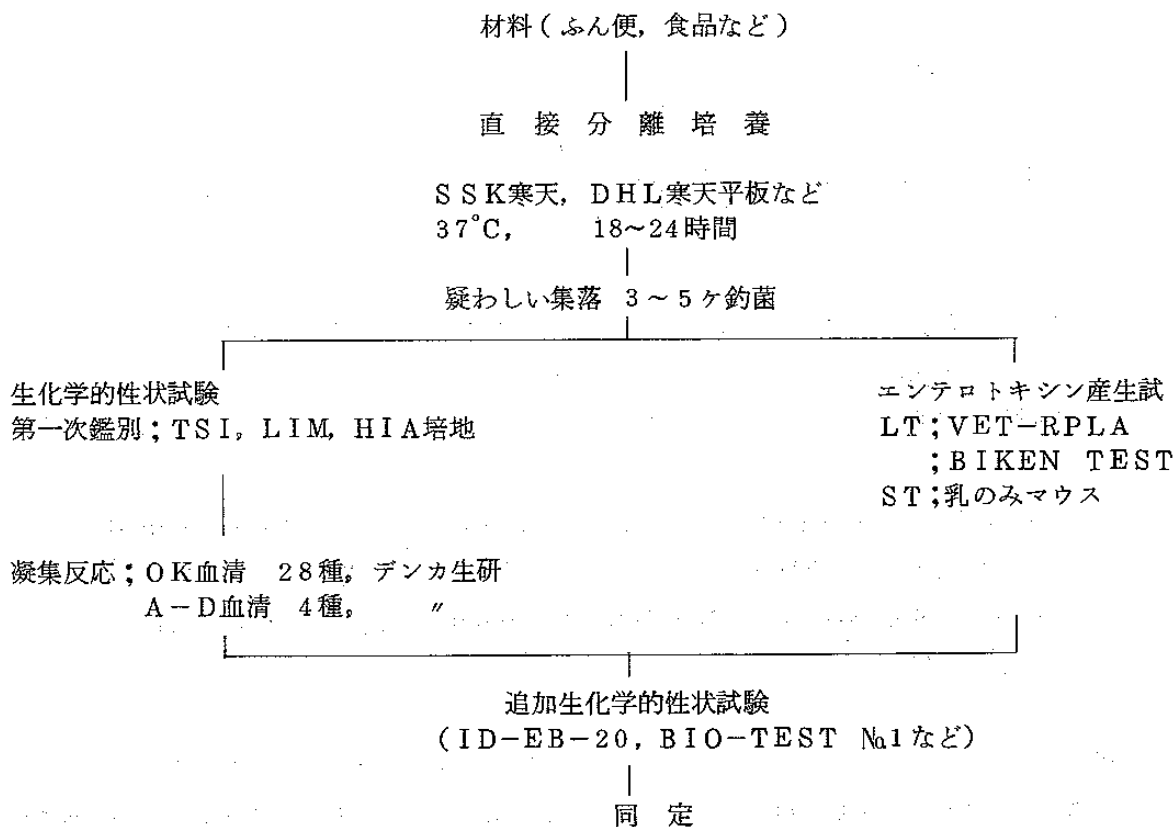 材料(ふん便,食品など)
直接分離培養
SSK寒天,DHL寒天平板など
37°C, 18~24時間
疑わしい集落 3~5ケ釣菌
生化学的性状試験
第一次鑑別;TSI,LIM,HIA培地
エンテロトキシン産生試
LT;VET-RPLA
;BIKEN TEST
ST;乳のみマウス
凝集反応;OK血清 28種,デンカ生研
A-D血清 4種, 〃
追加生化学的性状試験
(ID-EB-20,BIO-TEST №1など)
同定